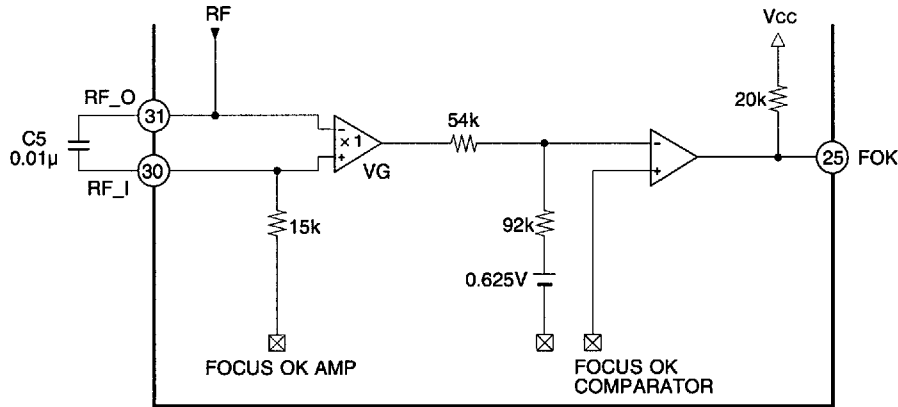 RF
Vcc
RF_O
31
C5
0.01μ
30
RF_I
−
× 1
+
VG
54k
20k
−
+
25
FOK
15k
92k
0.625V
FOCUS OK AMP
FOCUS OK
COMPARATOR